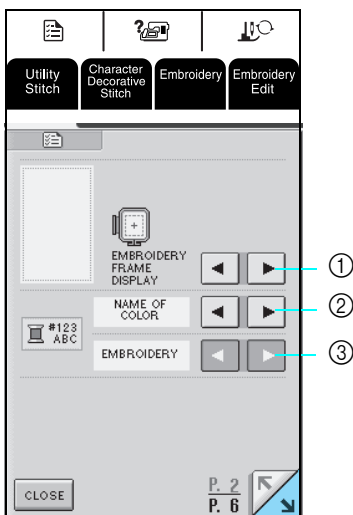 ?
Utility
Stitch
Character
Decorative
Stitch
Embroidery
Embroidery
Edit
EMBROIDERY
FRAME
DISPLAY
①
NAME OF
COLOR
②
#123
ABC
EMBROIDERY
③
CLOSE
P. 2
P. 6